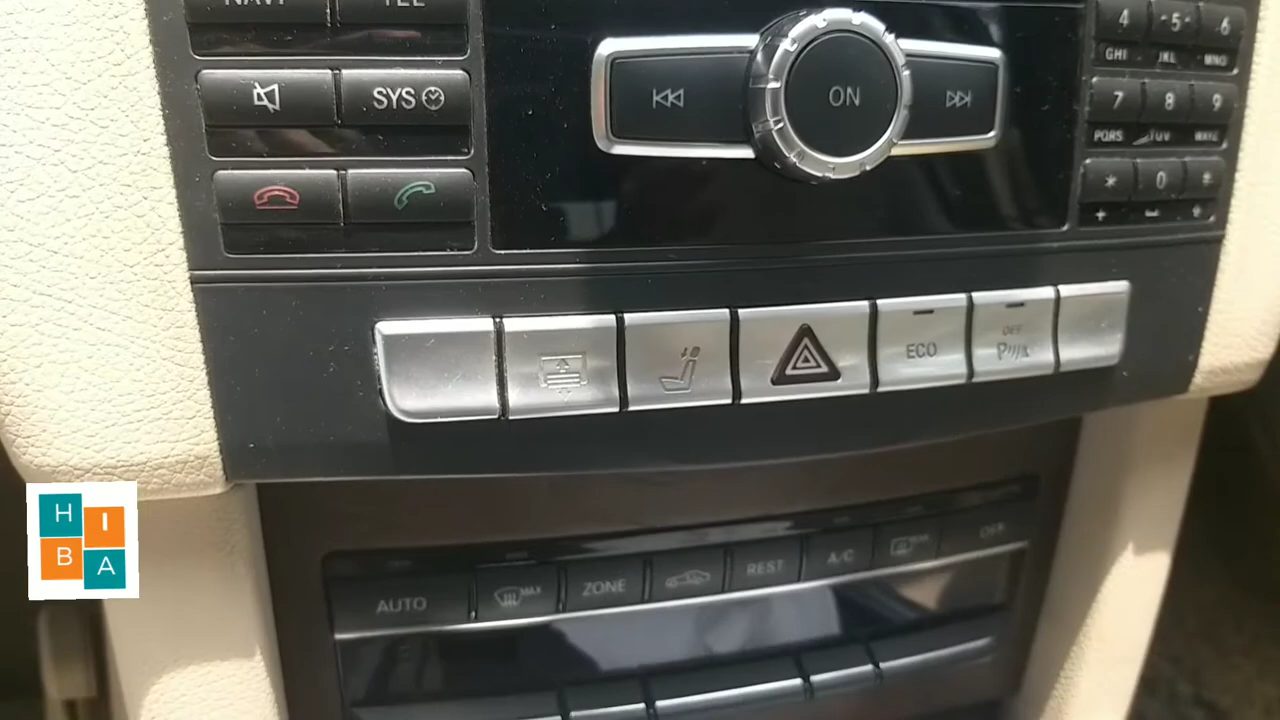 NAVI TEL
SYS
ON
4 5 6
GHI JKL MNO
7 8 9
PQRS TUV WXYZ
* 0 #
+
ECO
OFF
P
H I
B A
AUTO MAX ZONE REST A/C MAX OFF